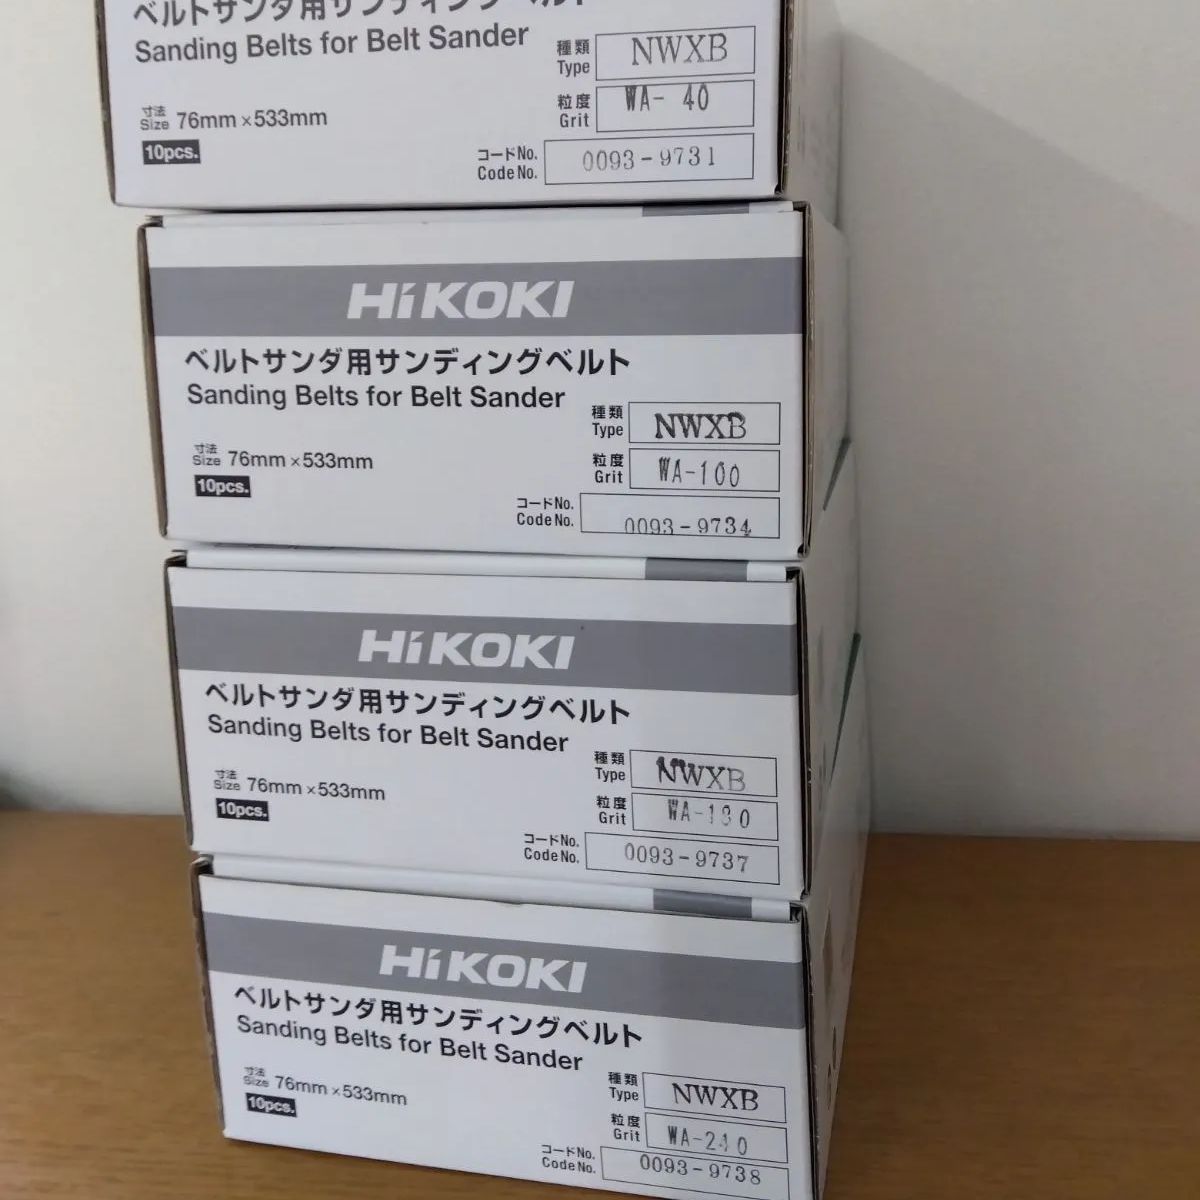 ベルトサンダ用サンディングベルト
Sanding Belts for Belt Sander
種類 Type NWXB
寸法 Size 76mm×533mm
粒度 Grit WA- 40
10pcs.
コードNo. Code No. 0093-9731
HiKOKI
ベルトサンダ用サンディングベルト
Sanding Belts for Belt Sander
種類 Type NWXB
寸法 Size 76mm×533mm
粒度 Grit WA-100
10pcs.
コードNo. Code No. 0093-9734
HiKOKI
ベルトサンダ用サンディングベルト
Sanding Belts for Belt Sander
種類 Type NWXB
寸法 Size 76mm×533mm
粒度 Grit
10pcs.
コードNo. Code No. 0093-9737
HiKOKI
ベルトサンダ用サンディングベルト
Sanding Belts for Belt Sander
種類 Type NWXB
寸法 Size 76mm×533mm
粒度 Grit WA-240
10pcs.
コードNo. Code No. 0093-9738